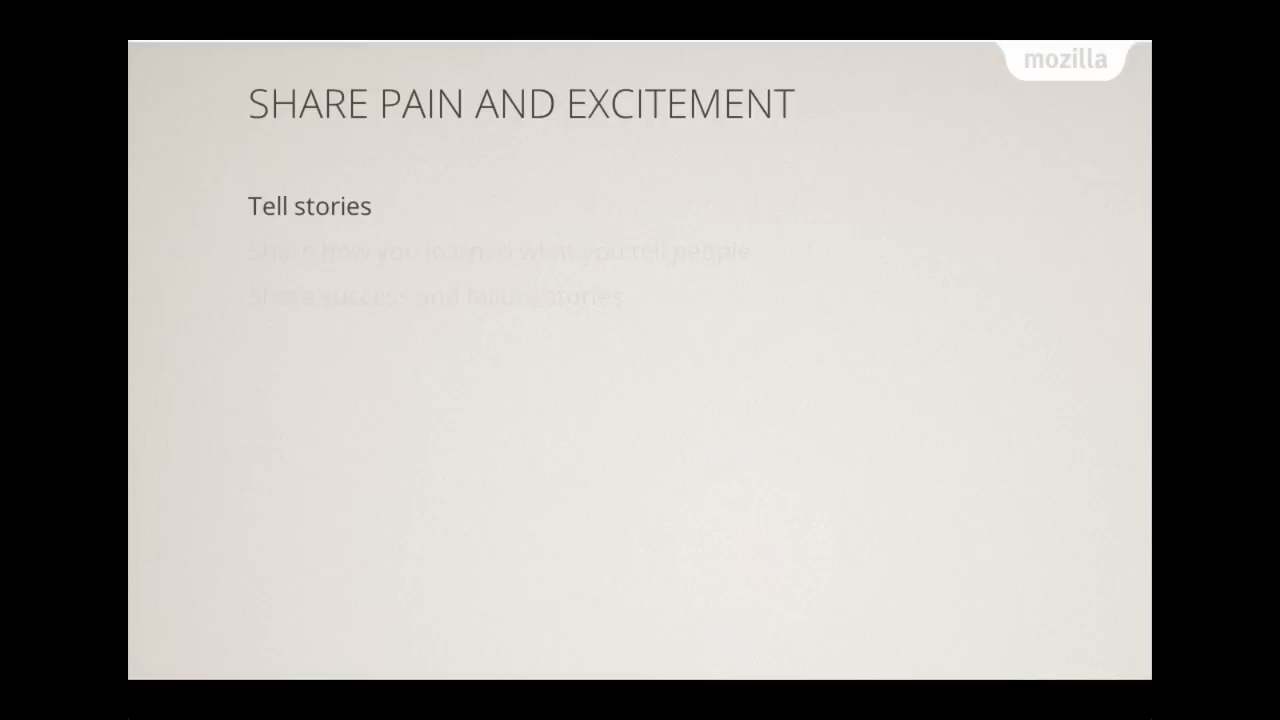 mozilla
SHARE PAIN AND EXCITEMENT
Tell stories
Share how you learned what you tell people
Share success and failure stories